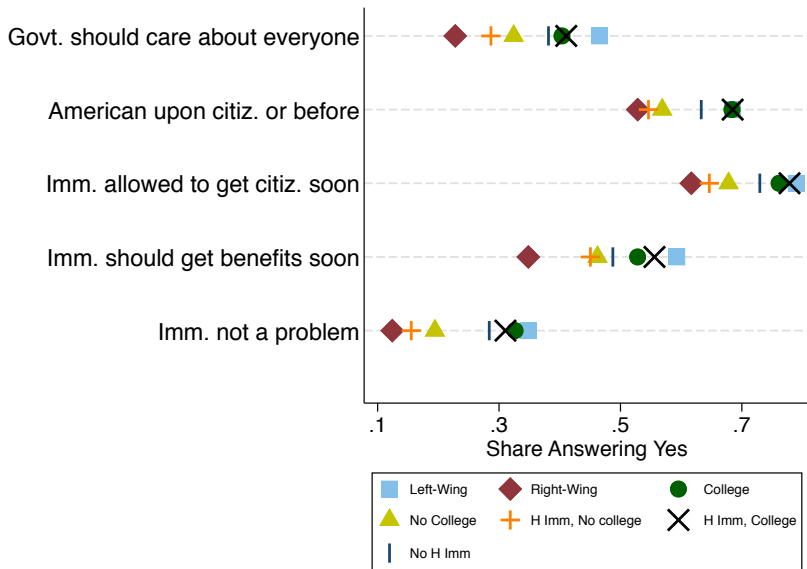 Govt. should care about everyone
American upon citiz. or before
Imm. allowed to get citiz. soon
Imm. should get benefits soon
Imm. not a problem
.1 .3 .5 .7
Share Answering Yes
Left-Wing Right-Wing College
No College H Imm, No college H Imm, College
No H Imm